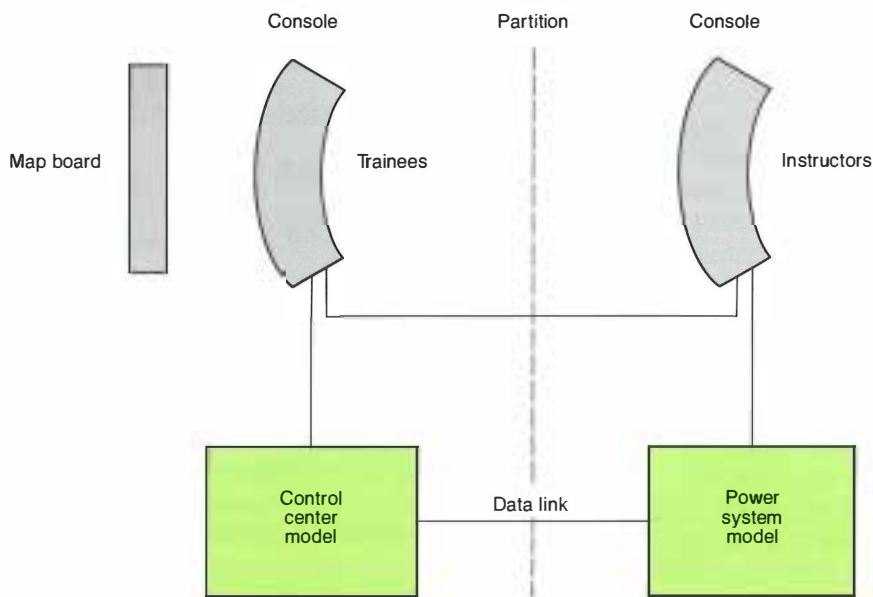 Console
Partition
Console
Map board
Trainees
Instructors
Control
center
model
Data link
Power
system
model